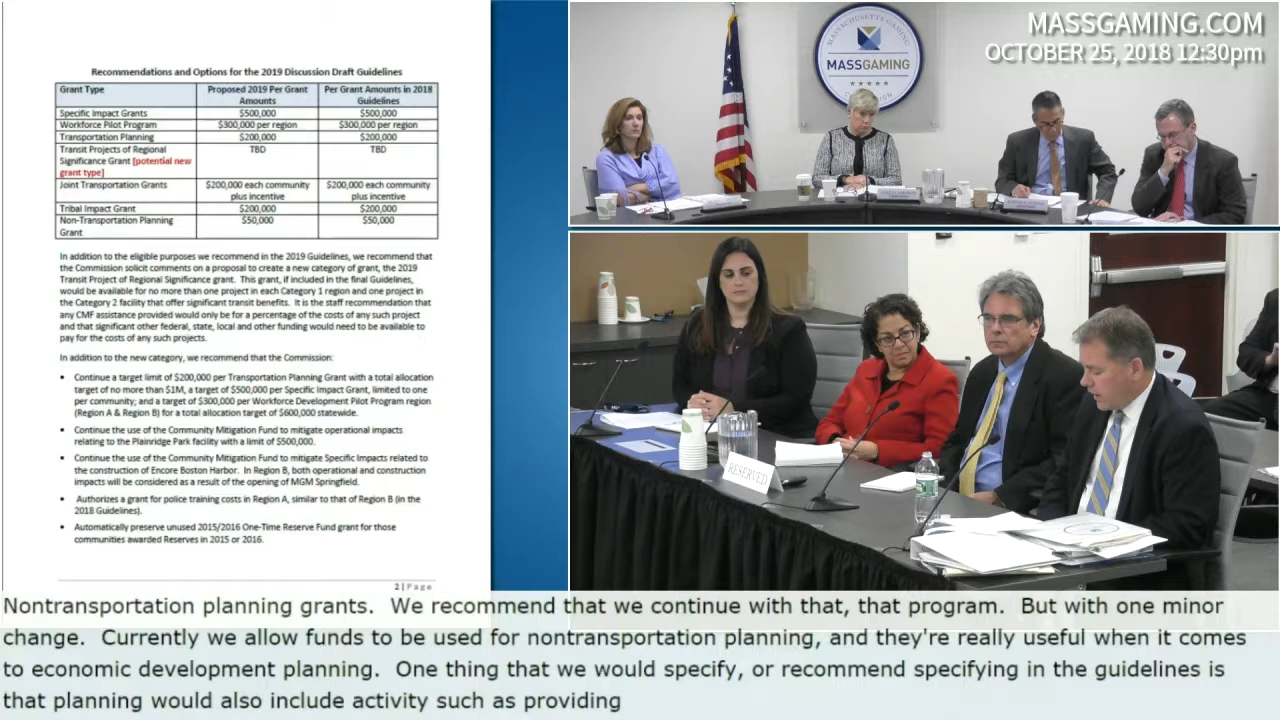 Recommendations and Options for the 2019 Discussion Draft Guidelines
Grant Type Proposed 2019 Per Grant Amounts Per Grant Amounts in 2018 Guidelines
Specific Impact Grants $500,000 $500,000
Workforce Pilot Program $300,000 per region $300,000 per region
Transportation Planning $200,000 $200,000
Transit Projects of Regional Significance Grant [potential new grant type] TBD TBD
Joint Transportation Grants $200,000 each community plus incentive $200,000 each community plus incentive
Tribal Impact Grant $200,000 $200,000
Non-Transportation Planning Grant $50,000 $50,000
In addition to the eligible purposes we recommend in the 2019 Guidelines, we recommend that
the Commission solicit comments on a proposal to create a new category of grant, the 2019
Transit Project of Regional Significance grant. This grant, if included in the final Guidelines,
would be available for no more than one project in each Category 1 region and one project in
the Category 2 facility that offer significant transit benefits. It is the staff recommendation that
any CMF assistance provided would only be for a percentage of the costs of any such project
and that significant other federal, state, local and other funding would need to be available to
pay for the costs of any such projects.
In addition to the new category, we recommend that the Commission:
• Continue a target limit of $200,000 per Transportation Planning Grant with a total allocation
target of no more than $1M, a target of $500,000 per Specific Impact Grant, limited to one
per community; and a target of $300,000 per Workforce Development Pilot Program region
(Region A & Region B) for a total allocation target of $600,000 statewide.
• Continue the use of the Community Mitigation Fund to mitigate operational impacts
relating to the Plainridge Park facility with a limit of $500,000.
• Continue the use of the Community Mitigation Fund to mitigate Specific Impacts related to
the construction of Encore Boston Harbor. In Region B, both operational and construction
impacts will be considered as a result of the opening of MGM Springfield.
• Authorizes a grant for police training costs in Region A, similar to that of Region B (in the
2018 Guidelines).
• Automatically preserve unused 2015/2016 One-Time Reserve Fund grant for those
communities awarded Reserves in 2015 or 2016.
2 | Page
MASSGAMING.COM
OCTOBER 25, 2018 12:30pm
MASSACHUSETTS GAMING
MASSGAMING
RESERVED
Nontransportation planning grants. We recommend that we continue with that, that program. But with one minor
change. Currently we allow funds to be used for nontransportation planning, and they're really useful when it comes
to economic development planning. One thing that we would specify, or recommend specifying in the guidelines is
that planning would also include activity such as providing